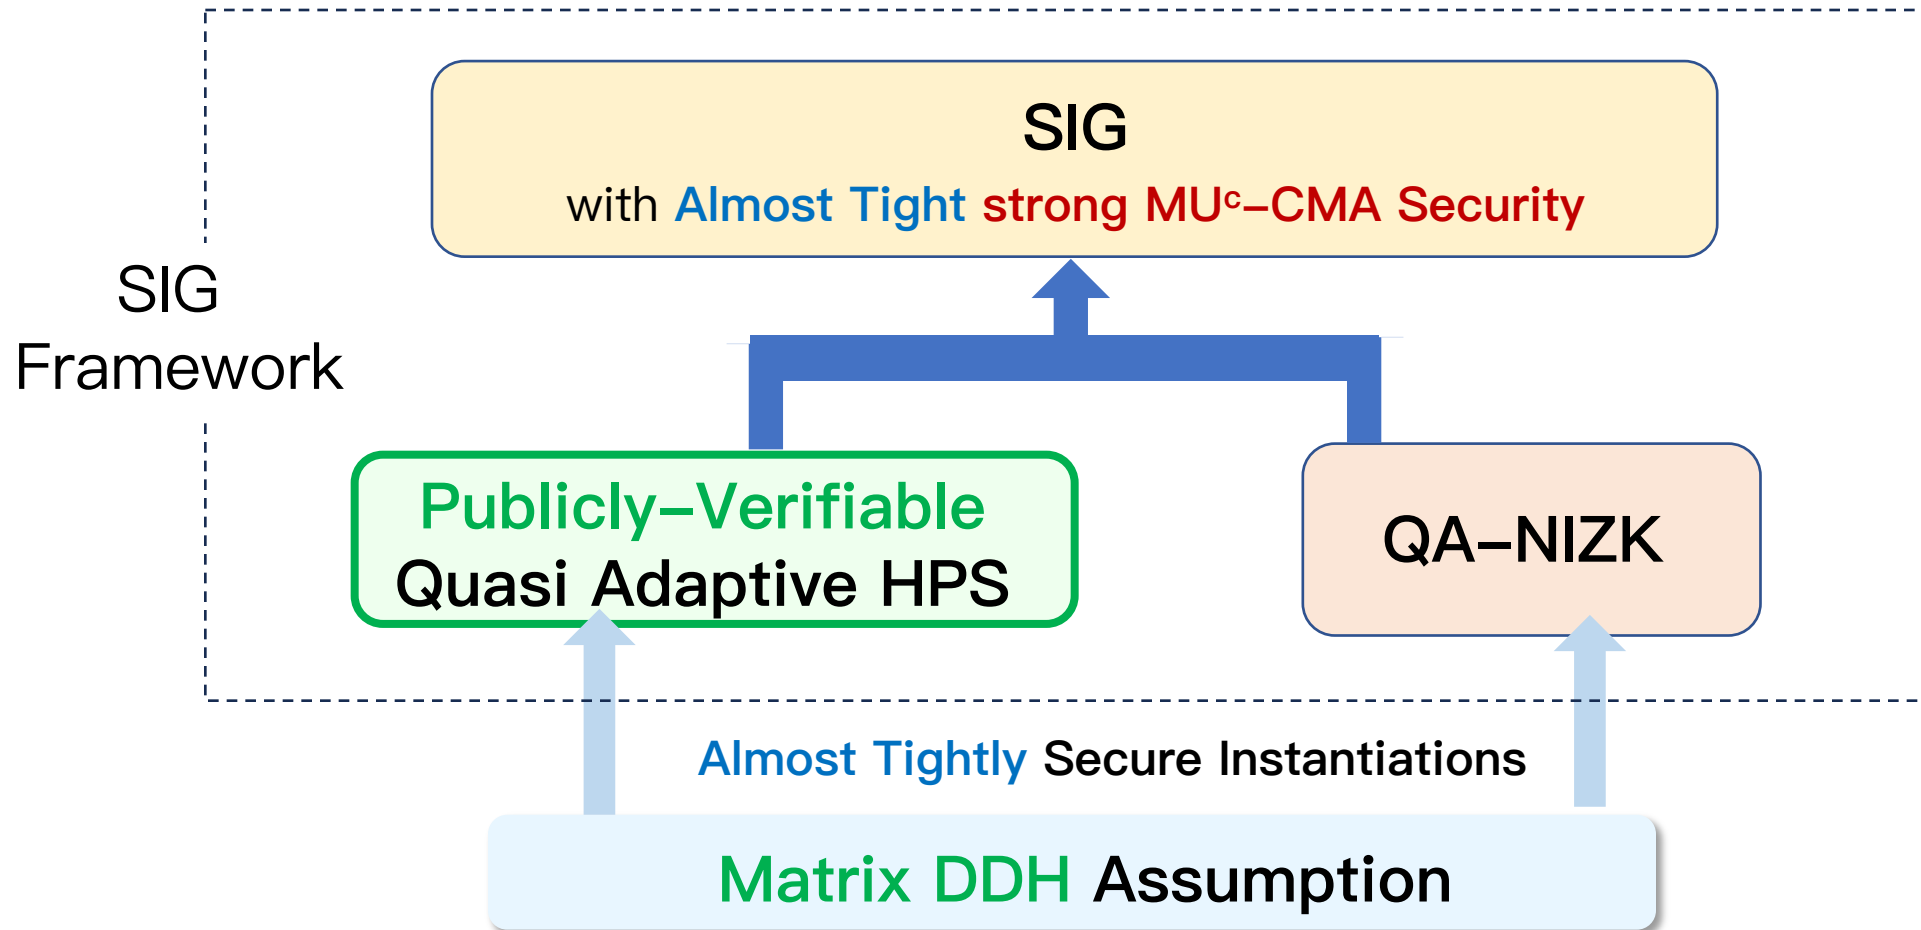 SIG
with Almost Tight strong MUᶜ-CMA Security
SIG
Framework
Publicly-Verifiable
Quasi Adaptive HPS
QA-NIZK
Almost Tightly Secure Instantiations
Matrix DDH Assumption